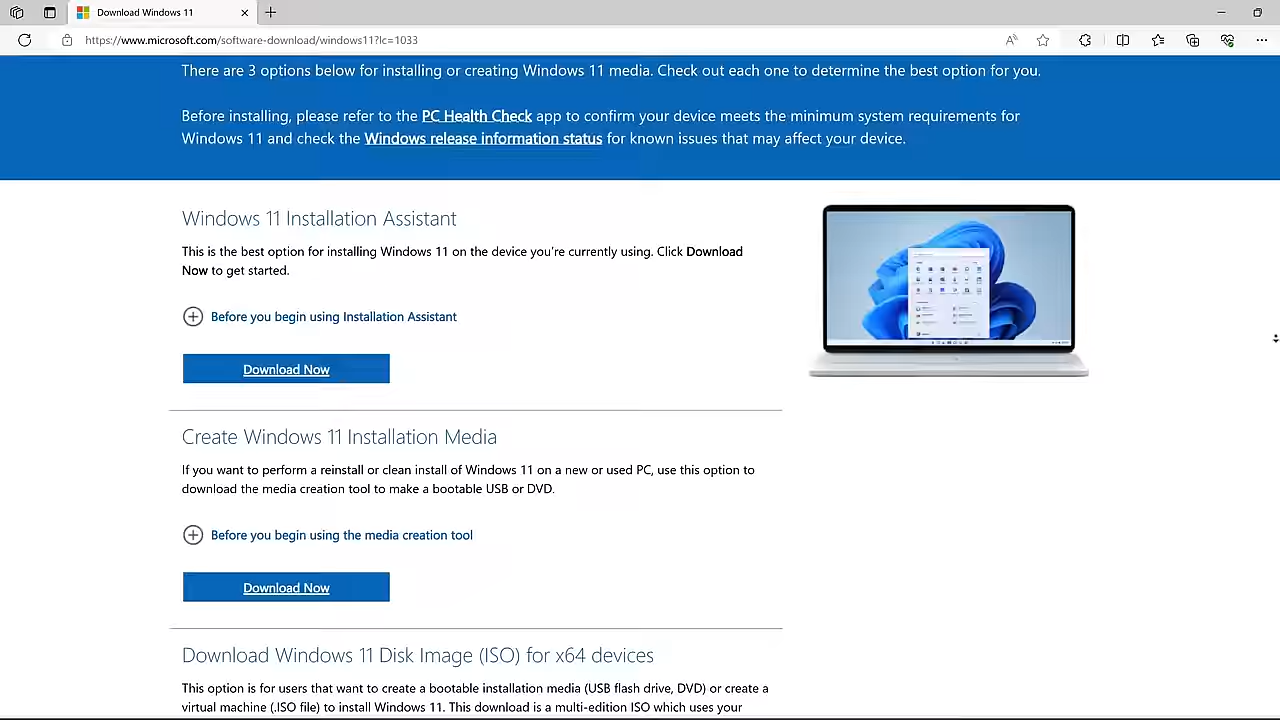 Download Windows 11
https://www.microsoft.com/software-download/windows11?lc=1033
There are 3 options below for installing or creating Windows 11 media. Check out each one to determine the best option for you.
Before installing, please refer to the PC Health Check app to confirm your device meets the minimum system requirements for
Windows 11 and check the Windows release information status for known issues that may affect your device.
Windows 11 Installation Assistant
This is the best option for installing Windows 11 on the device you're currently using. Click Download
Now to get started.
Before you begin using Installation Assistant
Download Now
Create Windows 11 Installation Media
If you want to perform a reinstall or clean install of Windows 11 on a new or used PC, use this option to
download the media creation tool to make a bootable USB or DVD.
Before you begin using the media creation tool
Download Now
Download Windows 11 Disk Image (ISO) for x64 devices
This option is for users that want to create a bootable installation media (USB flash drive, DVD) or create a
virtual machine (.ISO file) to install Windows 11. This download is a multi-edition ISO which uses your